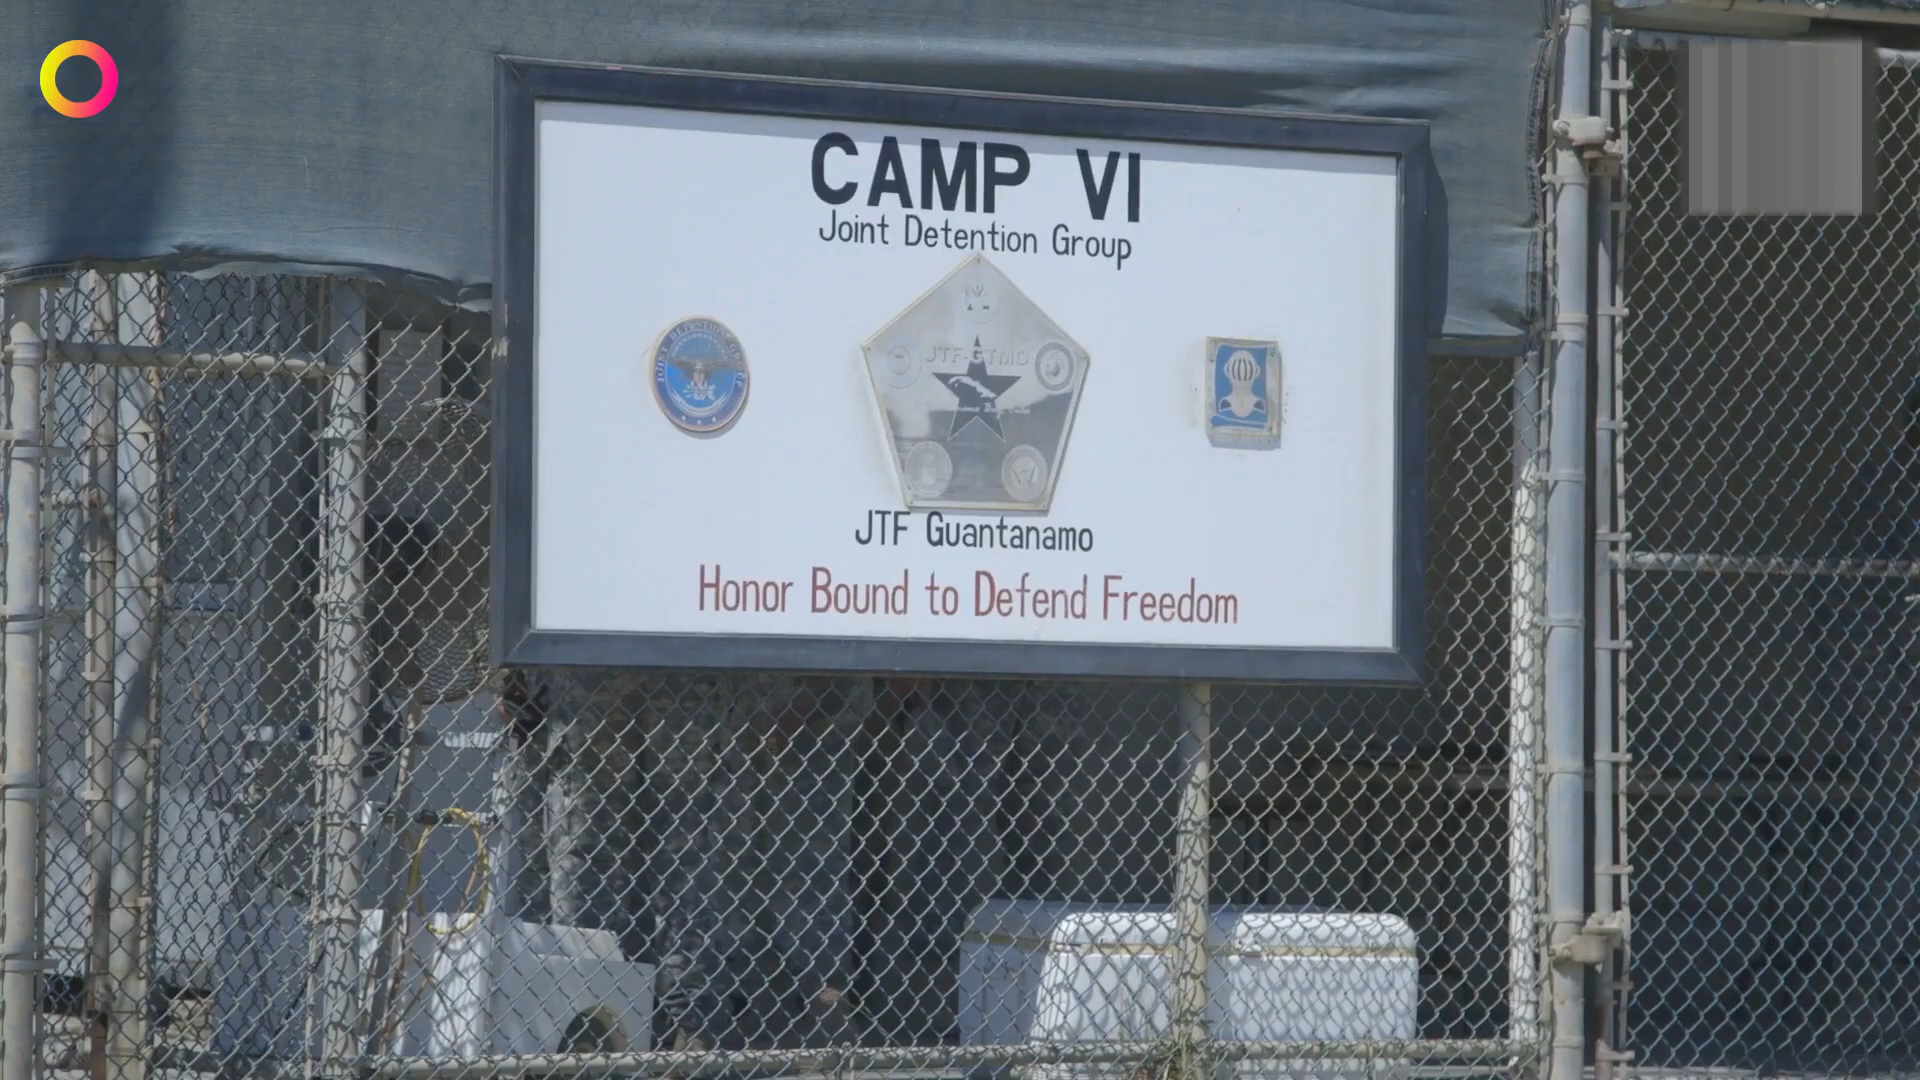 CAMP VI
Joint Detention Group
JTF-GTMO
JTF Guantanamo
Honor Bound to Defend Freedom